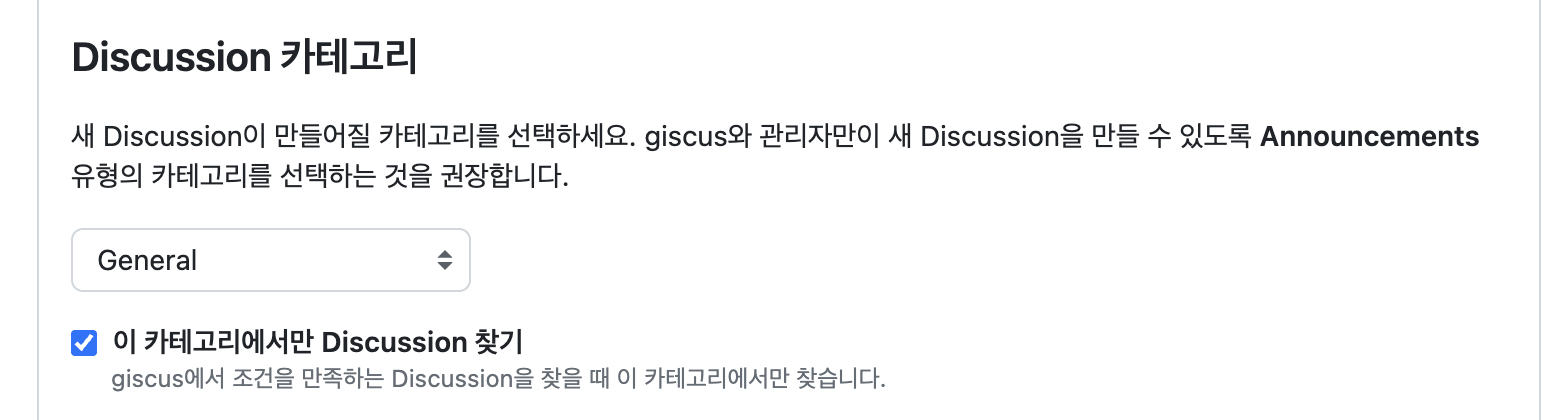 Discussion 카테고리
새 Discussion이 만들어질 카테고리를 선택하세요. giscus와 관리자만이 새 Discussion을 만들 수 있도록 Announcements
유형의 카테고리를 선택하는 것을 권장합니다.
General
이 카테고리에서만 Discussion 찾기
giscus에서 조건을 만족하는 Discussion을 찾을 때 이 카테고리에서만 찾습니다.